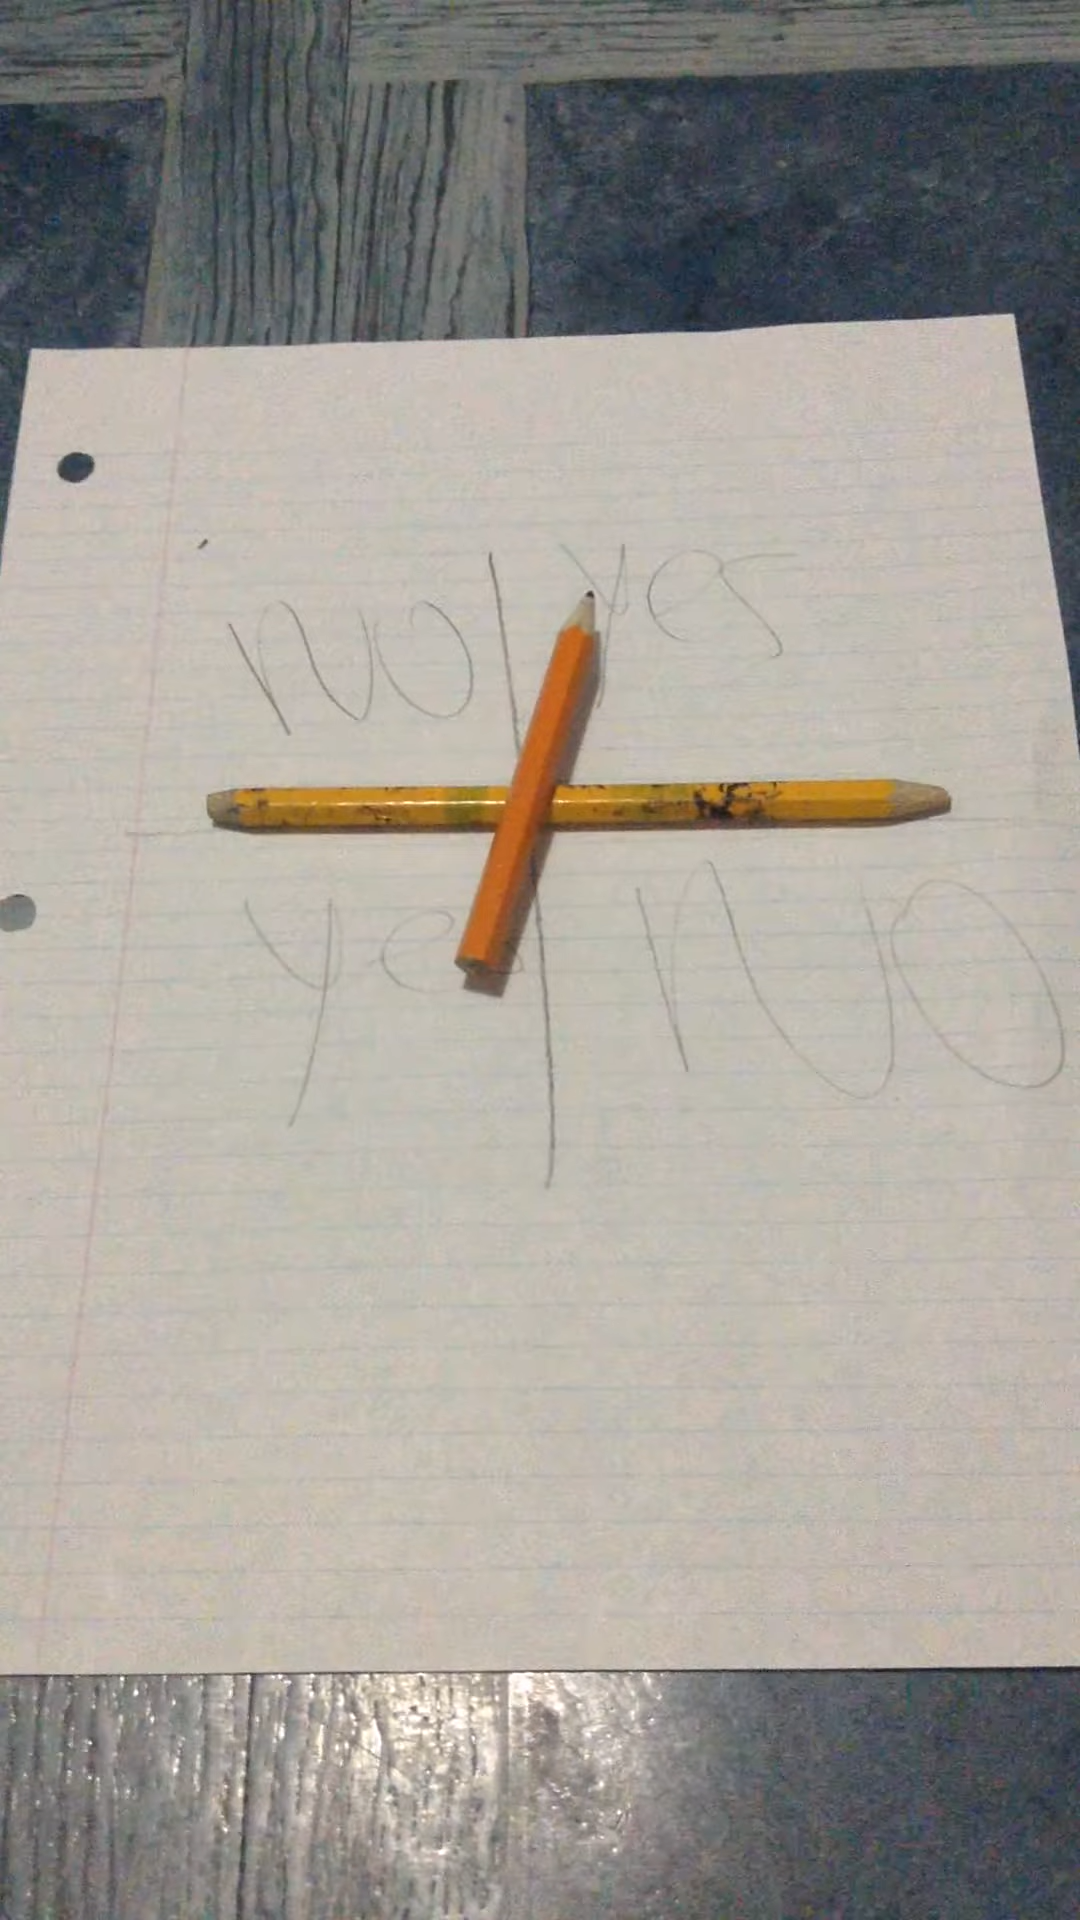 NO yes
yes NO